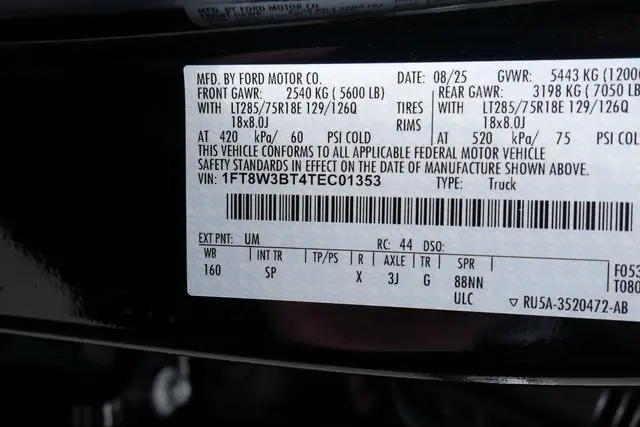 MFD. BY FORD MOTOR CO. DATE: 08/25 GVWR: 5443 KG (12000
FRONT GAWR: 2540 KG ( 5600 LB) REAR GAWR: 3198 KG ( 7050 LB
WITH LT285/75R18E 129/126Q TIRES WITH LT285/75R18E 129/126Q
18x8.0J RIMS 18x8.0J
AT 420 kPa/ 60 PSI COLD AT 520 kPa/ 75 PSI COL
THIS VEHICLE CONFORMS TO ALL APPLICABLE FEDERAL MOTOR VEHICLE
SAFETY STANDARDS IN EFFECT ON THE DATE OF MANUFACTURE SHOWN ABOVE.
VIN: 1FT8W3BT4TEC01353 TYPE: Truck
EXT PNT: UM RC: 44 DSO:
WB INT TR TP/PS R AXLE TR SPR F053
160 SP X 3J G 88NN T080
ULC RU5A-3520472-AB